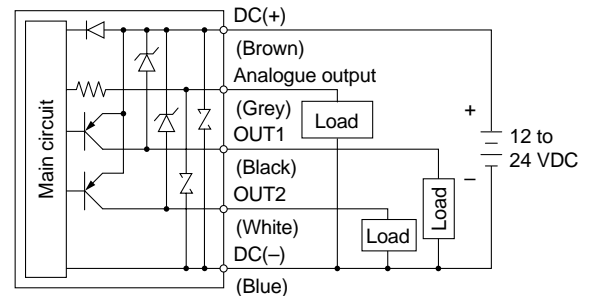 DC(+)
(Brown)
Analogue output
(Grey)
Load
OUT1
(Black)
OUT2
(White)
Load
Load
DC(–)
(Blue)
Main circuit
+
12 to
24 VDC
–